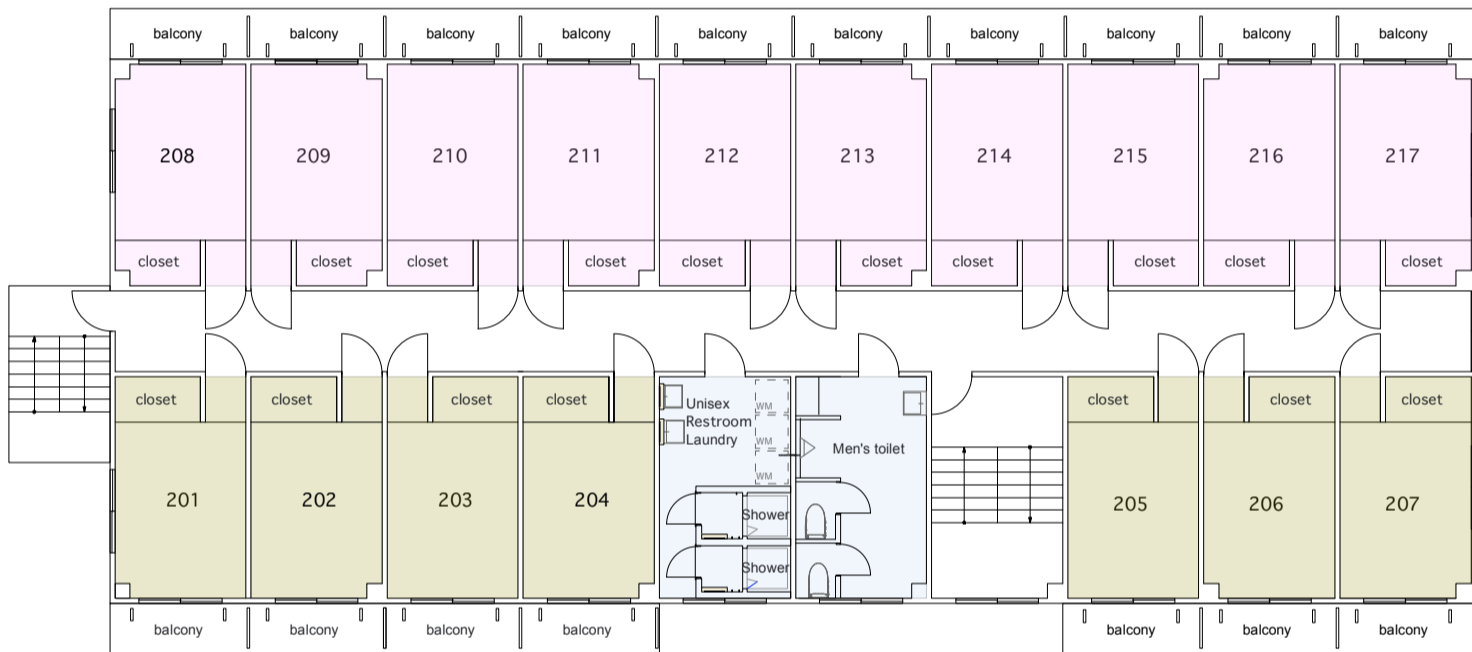 balcony balcony balcony balcony balcony balcony balcony balcony balcony balcony
208 209 210 211 212 213 214 215 216 217
closet closet closet closet closet closet closet closet closet closet
closet closet closet closet closet closet closet
Unisex
Restroom
Laundry
WM
WM
WM
Men's toilet
201 202 203 204 205 206 207
Shower
Shower
balcony balcony balcony balcony balcony balcony balcony